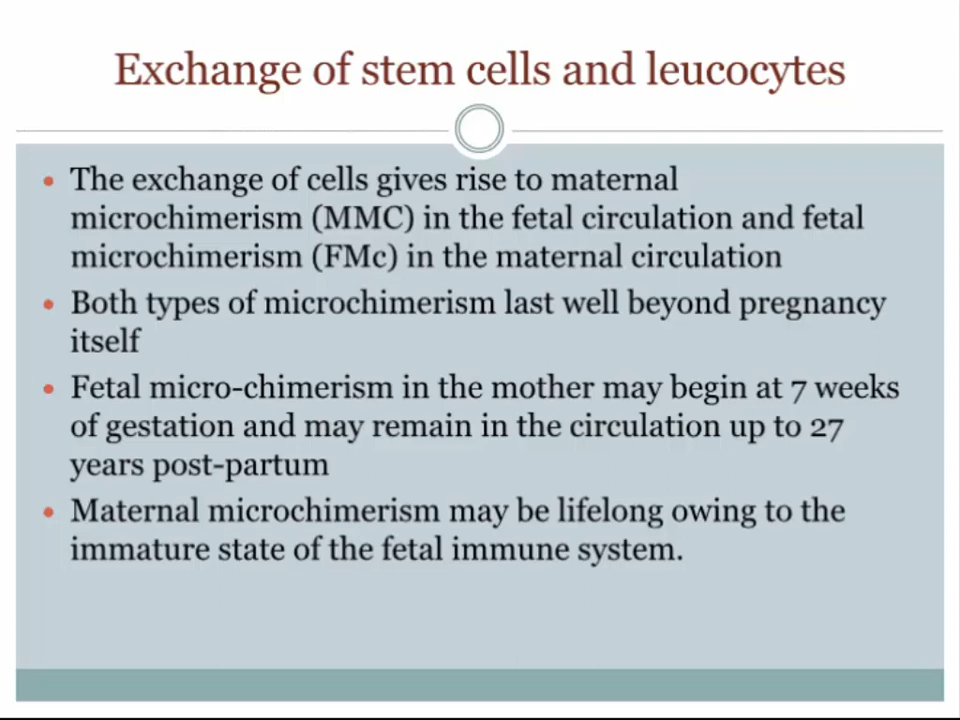 Exchange of stem cells and leucocytes
• The exchange of cells gives rise to maternal
microchimerism (MMC) in the fetal circulation and fetal
microchimerism (FMc) in the maternal circulation
• Both types of microchimerism last well beyond pregnancy
itself
• Fetal micro-chimerism in the mother may begin at 7 weeks
of gestation and may remain in the circulation up to 27
years post-partum
• Maternal microchimerism may be lifelong owing to the
immature state of the fetal immune system.